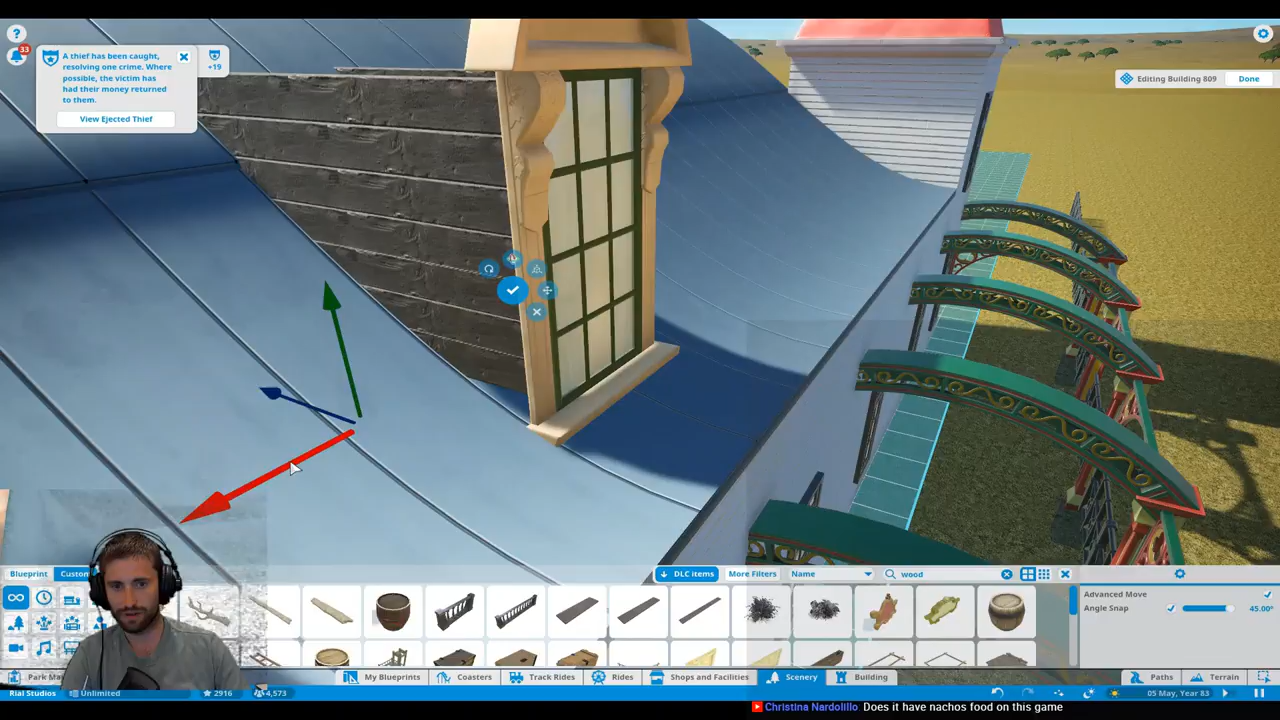 ?
33
A thief has been caught,
resolving one crime. Where
possible, the victim has
had their money returned
to them.
+19
View Ejected Thief
Editing Building 809
Done
Blueprint
Custom
DLC items
More Filters
Name
wood
Advanced Move
Angle Snap
45.00°
Park Ma
My Blueprints
Coasters
Track Rides
Rides
Shops and Facilities
Scenery
Building
Paths
Terrain
Rial Studios
Unlimited
2916
4,573
05 May, Year 83
Christina Nardolillo: Does it have nachos food on this game